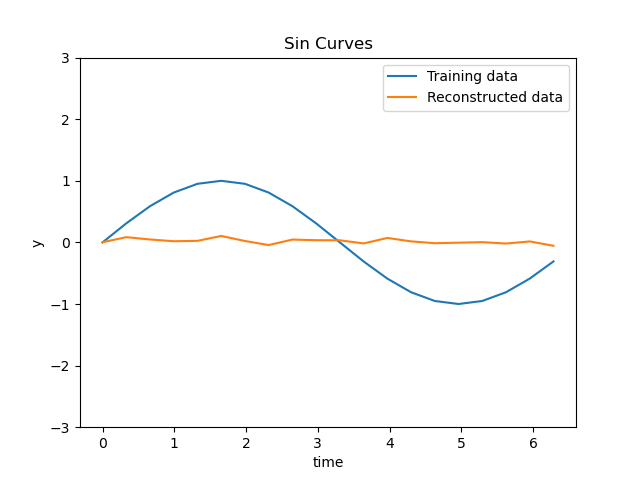 Sin Curves
Training data
Reconstructed data
3
2
1
0
−1
−2
−3
y
0 1 2 3 4 5 6
time